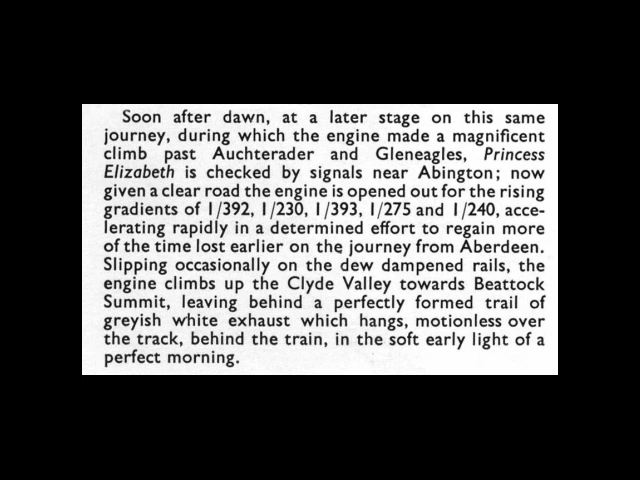 Soon after dawn, at a later stage on this same
journey, during which the engine made a magnificent
climb past Auchterader and Gleneagles, Princess
Elizabeth is checked by signals near Abington; now
given a clear road the engine is opened out for the rising
gradients of 1/392, 1/230, 1/393, 1/275 and 1/240, acce-
lerating rapidly in a determined effort to regain more
of the time lost earlier on the journey from Aberdeen.
Slipping occasionally on the dew dampened rails, the
engine climbs up the Clyde Valley towards Beattock
Summit, leaving behind a perfectly formed trail of
greyish white exhaust which hangs, motionless over
the track, behind the train, in the soft early light of a
perfect morning.